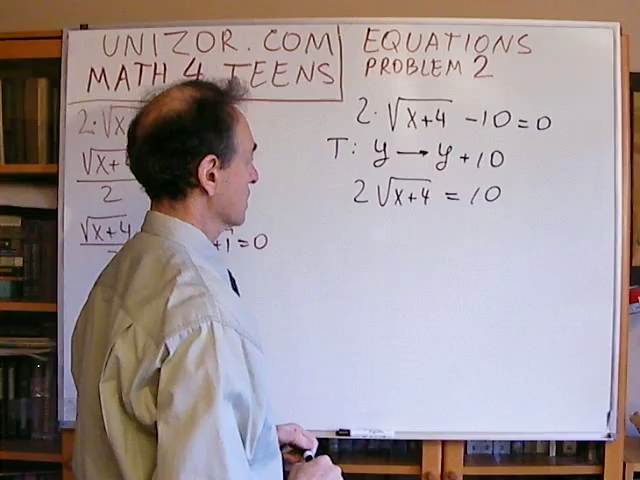 UNIZOR.COM
MATH 4 TEENS
EQUATIONS
PROBLEM 2
2·√x+4 -10=0
T: y → y+10
2√x+4 = 10
2·√x
√x+
2
√x+4
+1=0